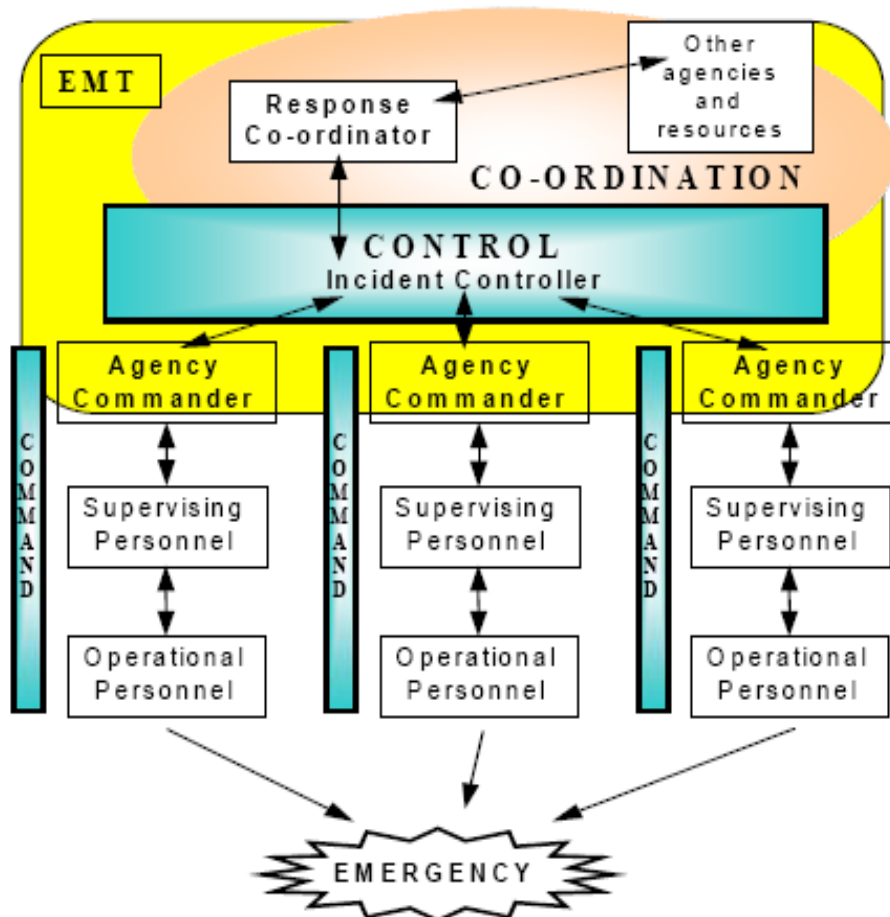 EMT
Other
agencies
and
resources
Response
Co-ordinator
CO-ORDINATION
CONTROL
Incident Controller
Agency
Commander
Agency
Commander
Agency
Commander
COMMAND
COMMAND
COMMAND
Supervising
Personnel
Supervising
Personnel
Supervising
Personnel
Operational
Personnel
Operational
Personnel
Operational
Personnel
EMERGENCY